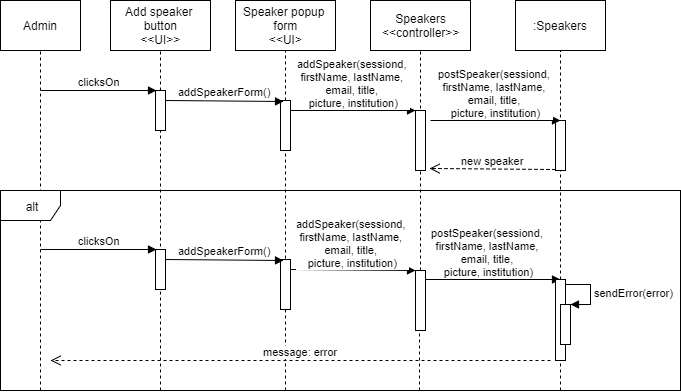 Admin
Add speaker
button
<<UI>>
Speaker popup
form
<<UI>
Speakers
<<controller>>
:Speakers
clicksOn
addSpeakerForm()
addSpeaker(sessiond,
firstName, lastName,
email, title,
picture, institution)
postSpeaker(sessiond,
firstName, lastName,
email, title,
picture, institution)
new speaker
alt
clicksOn
addSpeakerForm()
addSpeaker(sessiond,
firstName, lastName,
email, title,
picture, institution)
postSpeaker(sessiond,
firstName, lastName,
email, title,
picture, institution)
sendError(error)
message: error